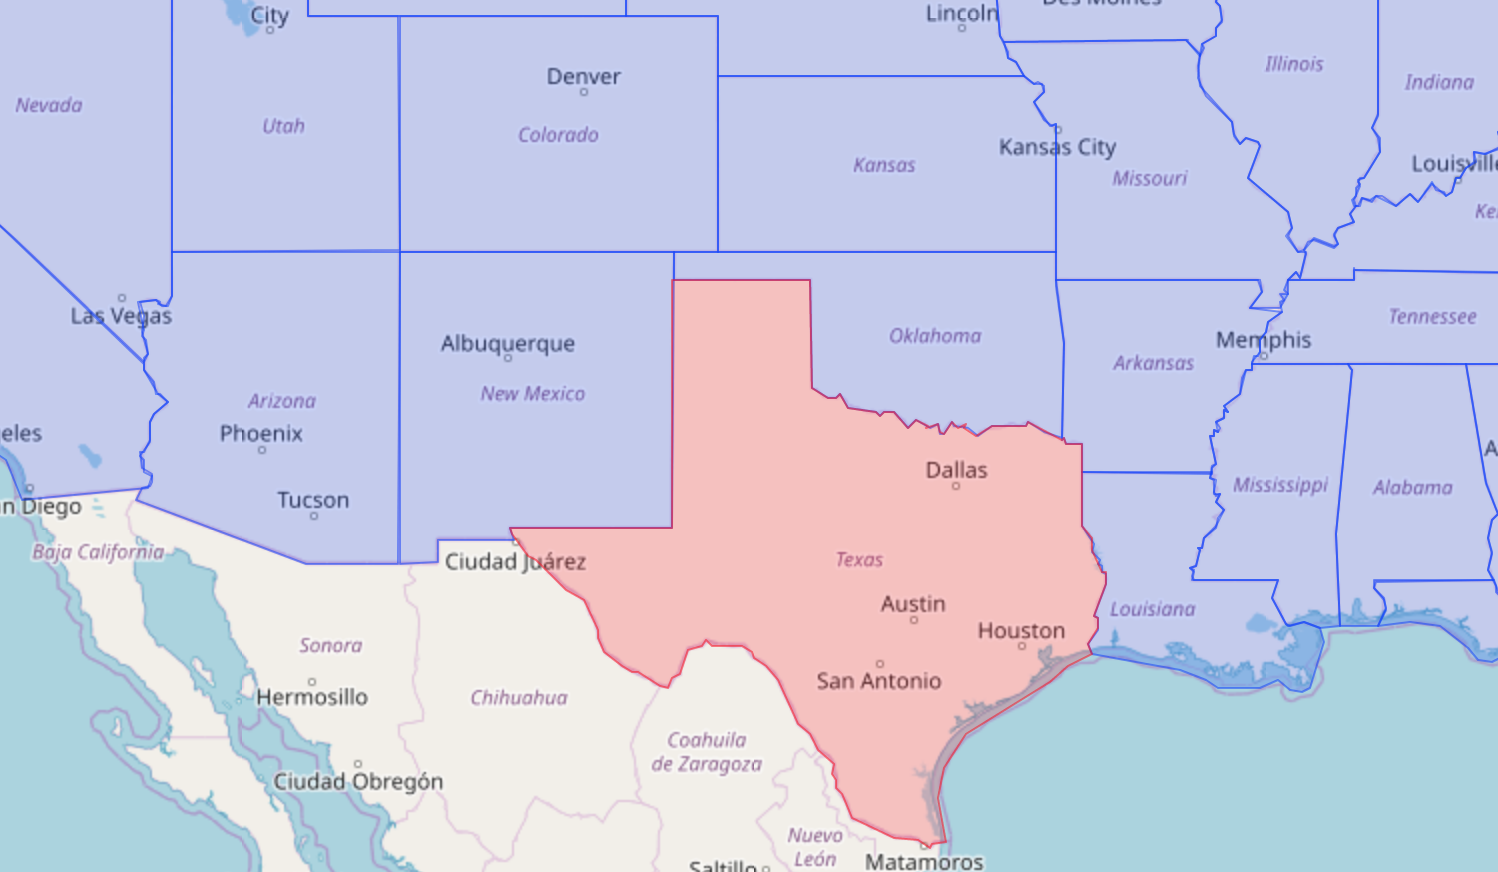 City
Lincoln
Des Moines
Illinois
Denver
Indiana
Nevada
Utah
Colorado
Kansas City
Kansas
Louisville
Missouri
Las Vegas
Tennessee
Oklahoma
Memphis
Albuquerque
Arkansas
New Mexico
Arizona
Phoenix
eles
Dallas
Mississippi
Alabama
Tucson
n Diego
Baja California
Ciudad Juárez
Texas
Austin
Louisiana
Houston
Sonora
San Antonio
Hermosillo
Chihuahua
Coahuila
de Zaragoza
Ciudad Obregón
Nuevo
León
Matamoros
Saltillo